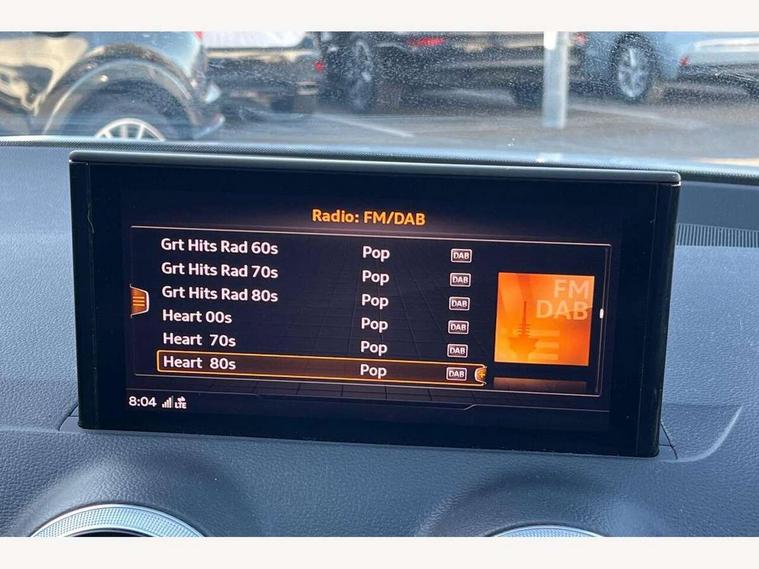 Radio: FM/DAB
Grt Hits Rad 60s Pop DAB
Grt Hits Rad 70s Pop DAB
Grt Hits Rad 80s Pop DAB
Heart 00s Pop DAB
Heart 70s Pop DAB
Heart 80s Pop DAB
FM
DAB
8:04 LTE